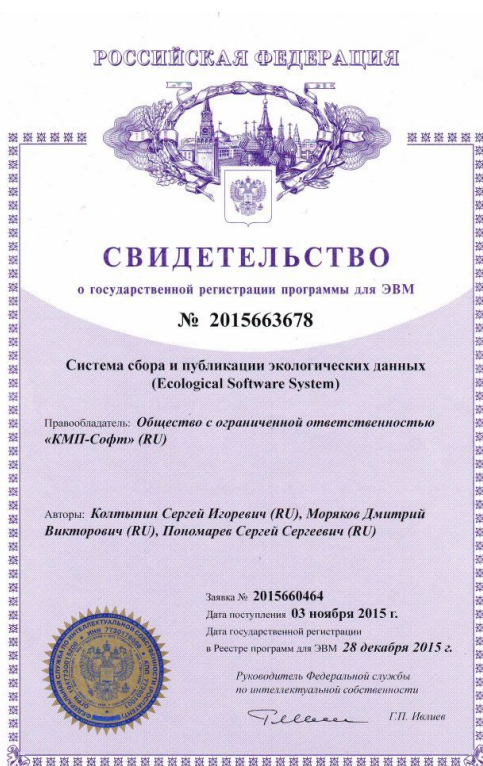 РОССИЙСКАЯ ФЕДЕРАЦИЯ
СВИДЕТЕЛЬСТВО
о государственной регистрации программы для ЭВМ
№ 2015663678
Система сбора и публикации экологических данных
(Ecological Software System)
Правообладатель: Общество с ограниченной ответственностью
«КМП-Софт» (RU)
Авторы: Колтыпин Сергей Игоревич (RU), Моряков Дмитрий
Викторович (RU), Пономарев Сергей Сергеевич (RU)
Заявка № 2015660464
Дата поступления 03 ноября 2015 г.
Дата государственной регистрации
в Реестре программ для ЭВМ 28 декабря 2015 г.
Руководитель Федеральной службы
по интеллектуальной собственности
Г.П. Ивлиев